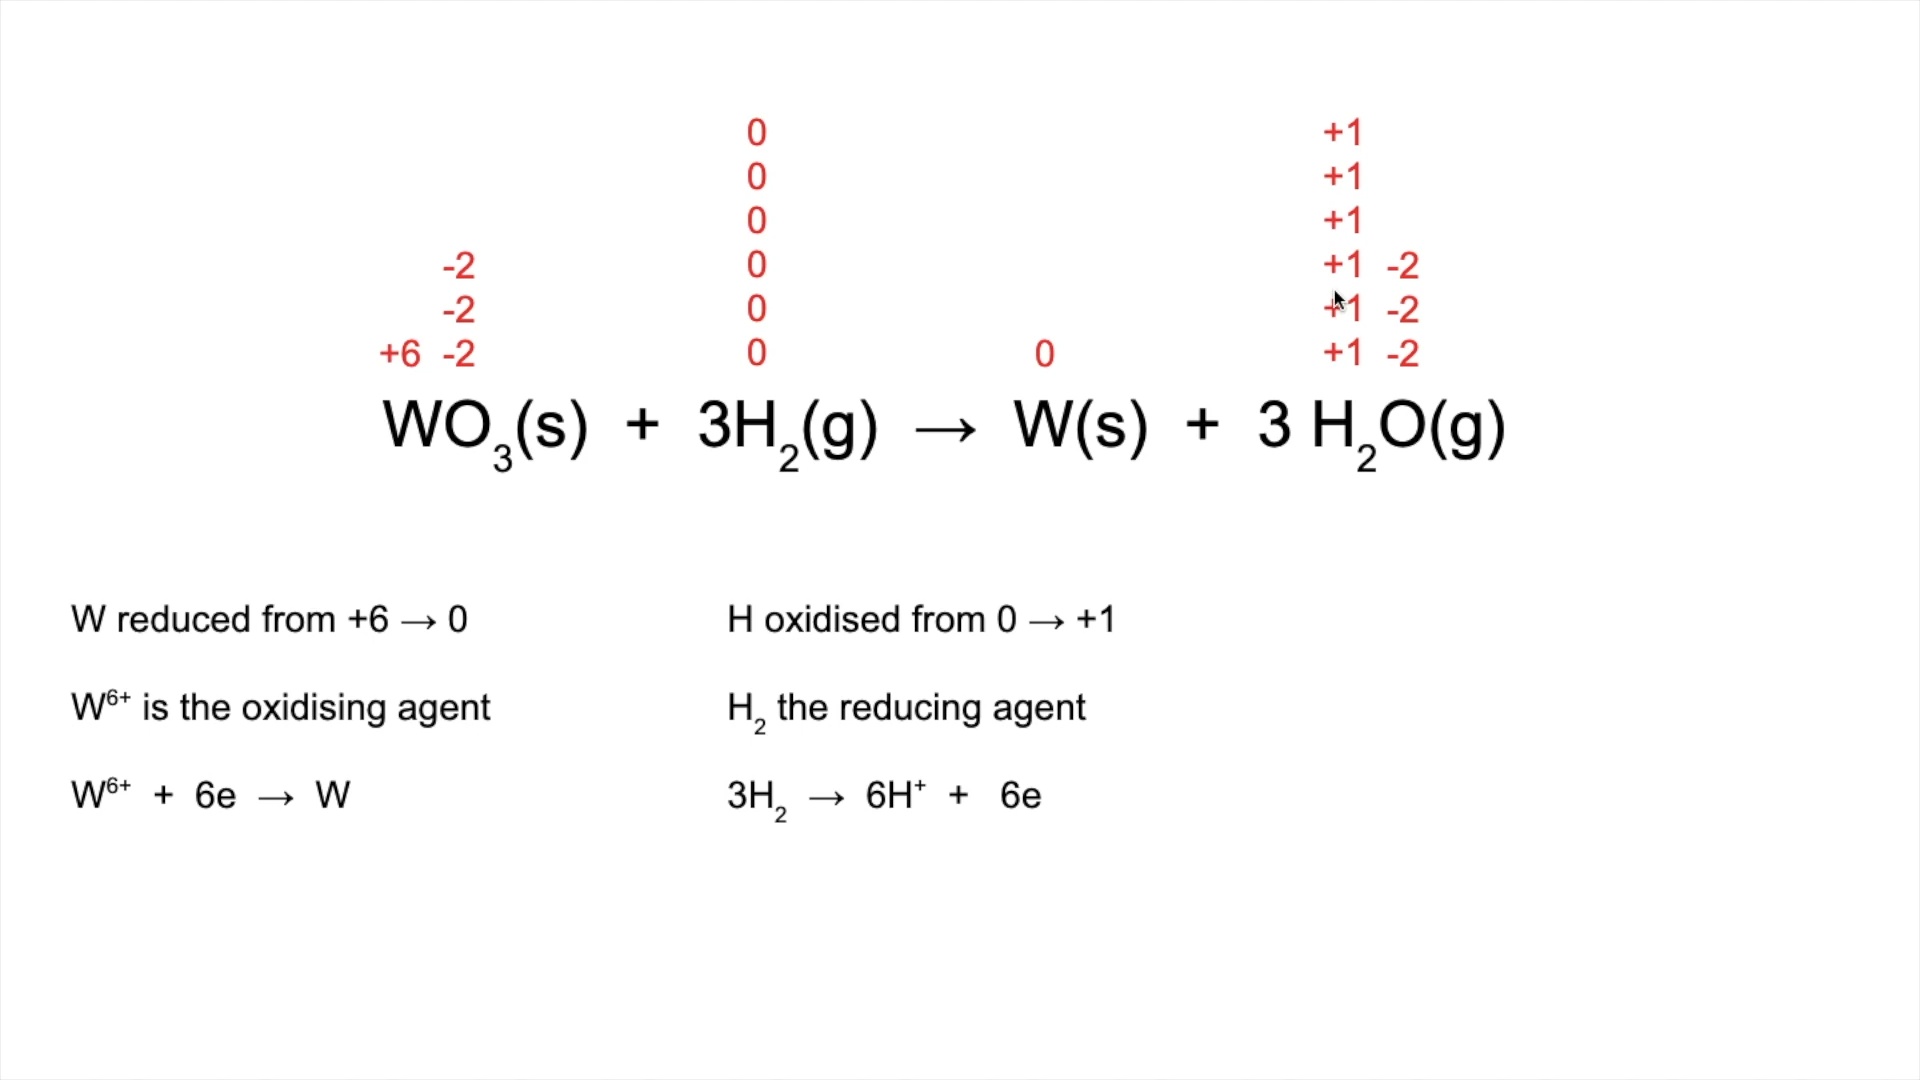 0 +1
0 +1
0 +1
-2 0 +1 -2
-2 0 +1 -2
+6 -2 0 0 +1 -2
WO₃(s) + 3H₂(g) → W(s) + 3 H₂O(g)
W reduced from +6 → 0
H oxidised from 0 → +1
W⁶⁺ is the oxidising agent
H₂ the reducing agent
W⁶⁺ + 6e → W
3H₂ → 6H⁺ + 6e